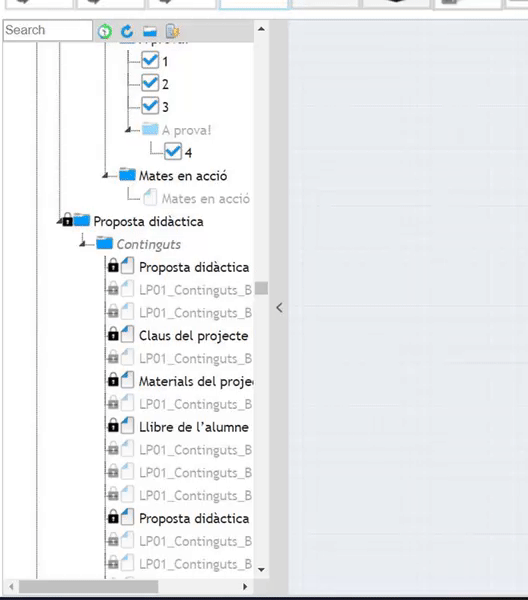 Search
A prova!
1
2
3
A prova!
4
Mates en acció
Mates en acció
Proposta didàctica
Continguts
Proposta didàctica
LP01_Continguts_B
LP01_Continguts_B
Claus del projecte
LP01_Continguts_B
Materials del proje
LP01_Continguts_B
Llibre de l'alumne
LP01_Continguts_B
LP01_Continguts_B
LP01_Continguts_B
Proposta didàctica
LP01_Continguts_B
LP01_Continguts_B